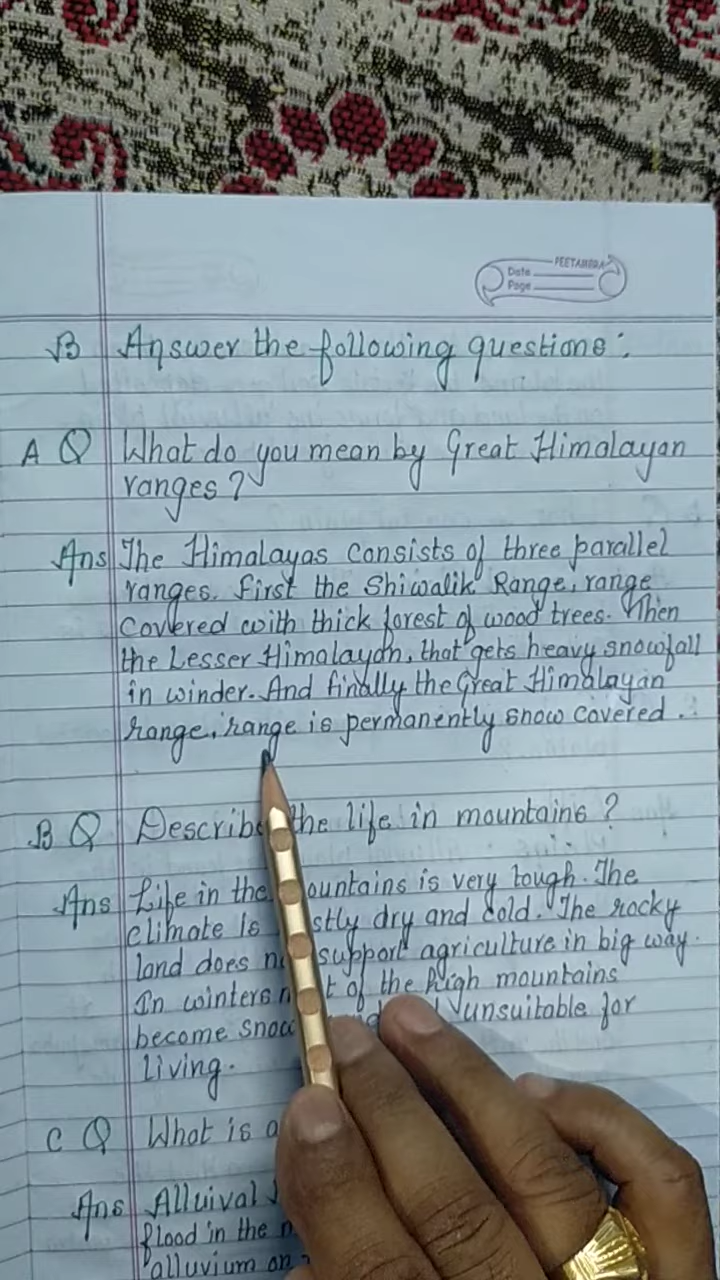 PEETAMBRA
Date
Page
B Answer the following questions :
A Q What do you mean by Great Himalayan
ranges ?
Ans The Himalayas consists of three parallel
ranges. first the Shiwalik Range, range
covered with thick forest of wood trees. Then
the Lesser Himalayan, that gets heavy snowfall
in winder. And finally the Great Himalayan
range, range is permanently snow covered .
B Q Describe the life in mountains ?
Ans Life in the ountains is very tough. The
climate Is stly dry and cold. The rocky
land does support agriculture in big way.
In winters of the high mountains
become snow unsuitable for
living.
C Q What is
Ans Alluival
flood in the
alluvium on